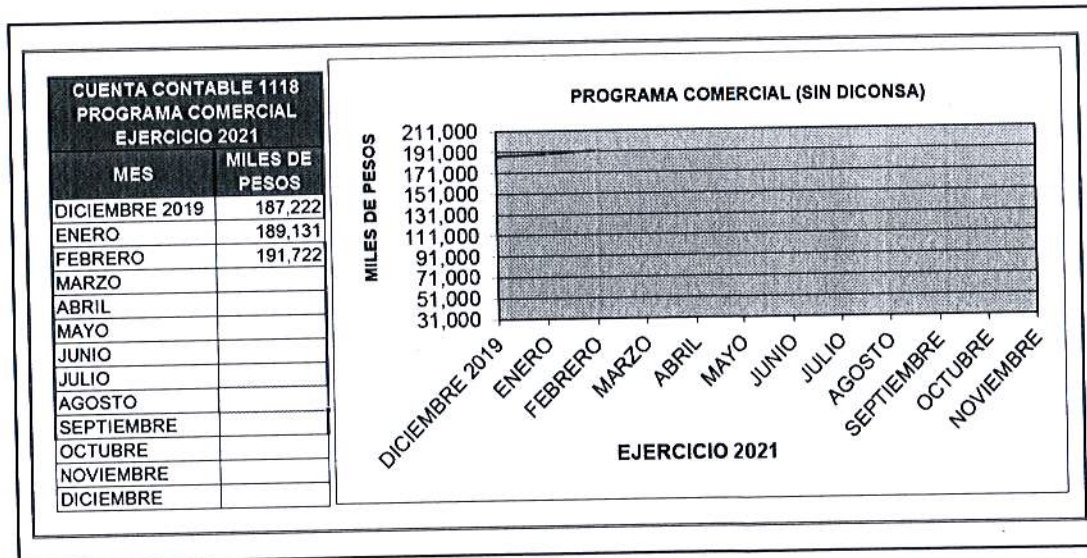 CUENTA CONTABLE 1118
PROGRAMA COMERCIAL
EJERCICIO 2021
MES MILES DE PESOS
DICIEMBRE 2019 187,222
ENERO 189,131
FEBRERO 191,722
MARZO
ABRIL
MAYO
JUNIO
JULIO
AGOSTO
SEPTIEMBRE
OCTUBRE
NOVIEMBRE
DICIEMBRE
PROGRAMA COMERCIAL (SIN DICONSA)
MILES DE PESOS
211,000
191,000
171,000
151,000
131,000
111,000
91,000
71,000
51,000
31,000
DICIEMBRE 2019
ENERO
FEBRERO
MARZO
ABRIL
MAYO
JUNIO
JULIO
AGOSTO
SEPTIEMBRE
OCTUBRE
NOVIEMBRE
EJERCICIO 2021